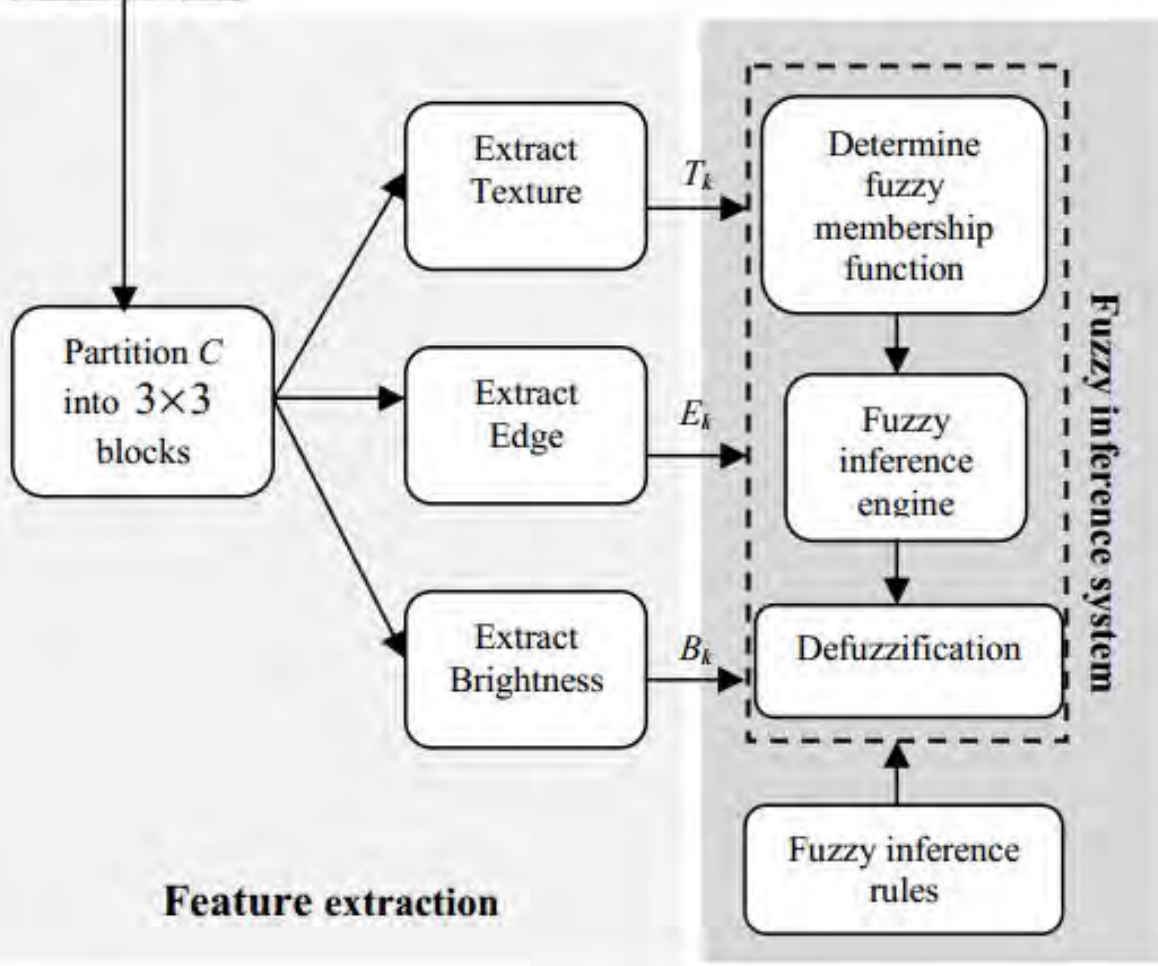 Partition C
into 3×3
blocks
Extract
Texture
Extract
Edge
Extract
Brightness
T_k
E_k
B_k
Determine
fuzzy
membership
function
Fuzzy
inference
engine
Defuzzification
Fuzzy inference
rules
Fuzzy inference system
Feature extraction